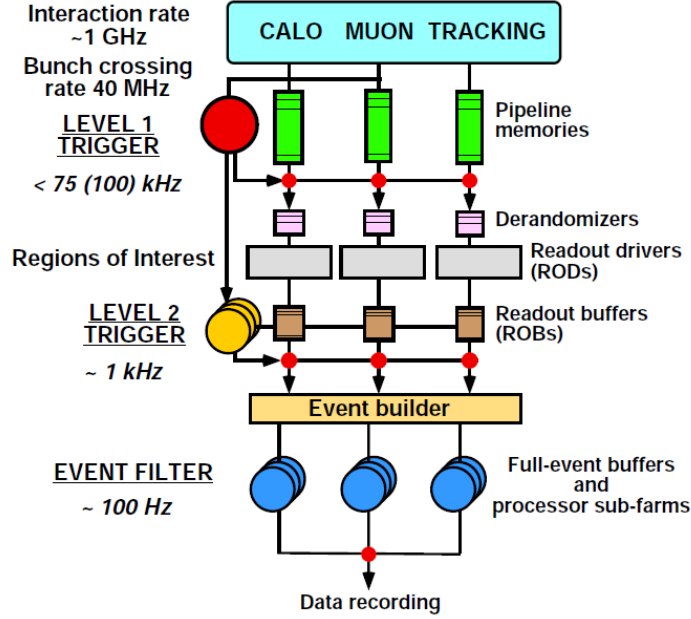 Interaction rate
~1 GHz
CALO MUON TRACKING
Bunch crossing
rate 40 MHz
LEVEL 1
TRIGGER
Pipeline
memories
< 75 (100) kHz
Derandomizers
Regions of Interest
Readout drivers
(RODs)
LEVEL 2
TRIGGER
Readout buffers
(ROBs)
~ 1 kHz
Event builder
EVENT FILTER
~ 100 Hz
Full-event buffers
and
processor sub-farms
Data recording